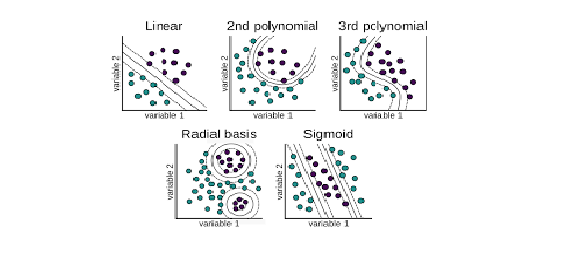 Linear
2nd polynomial
3rd polynomial
variable 2
variable 1
variable 2
variable 1
variable 2
variable 1
Radial basis
Sigmoid
variable 2
variable 1
variable 2
variable 1